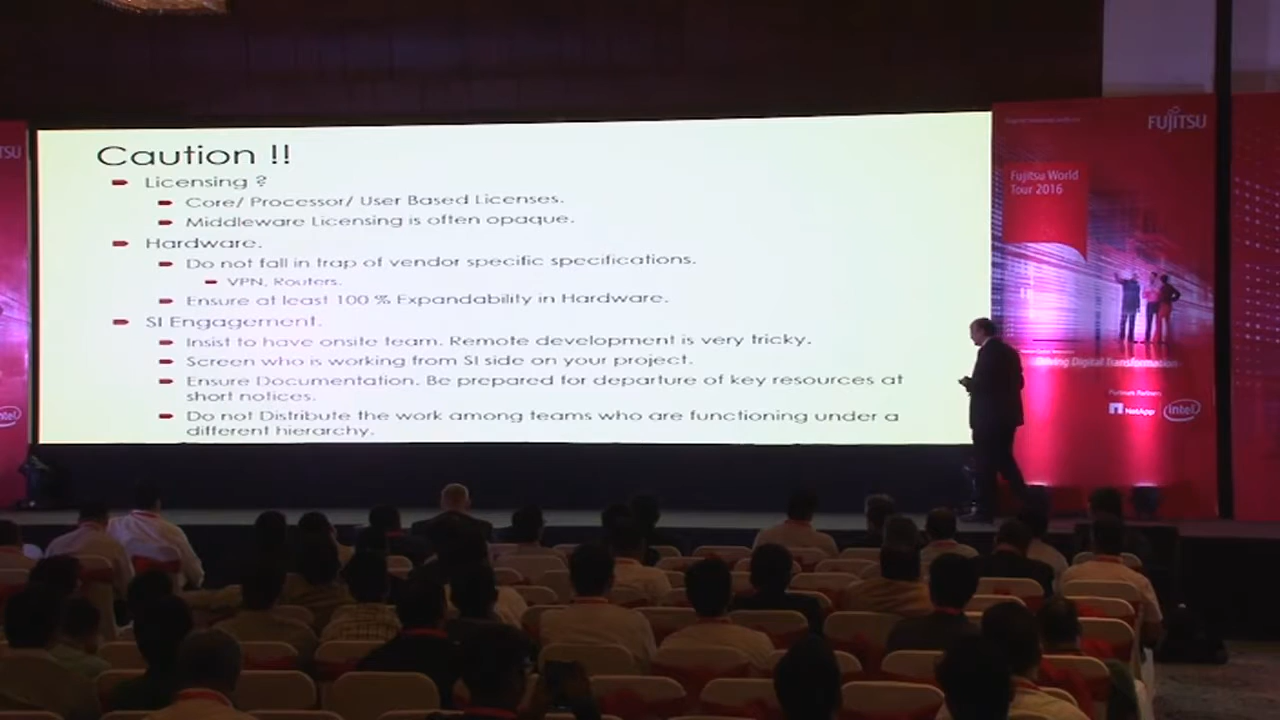 Caution !!
Licensing ?
Core/ Processor/ User Based Licenses.
Middleware Licensing is often opaque.
Hardware.
Do not fall in trap of vendor specific specifications.
VPN, Routers.
Ensure at least 100 % Expandability in Hardware.
SI Engagement.
Insist to have onsite team. Remote development is very tricky.
Screen who is working from SI side on your project.
Ensure Documentation. Be prepared for departure of key resources at
short notices.
Do not Distribute the work among teams who are functioning under a
different hierarchy.
TSU
intel
FUJITSU
Fujitsu World
Tour 2016
Driving Digital Transformation
Partners
NetApp
intel